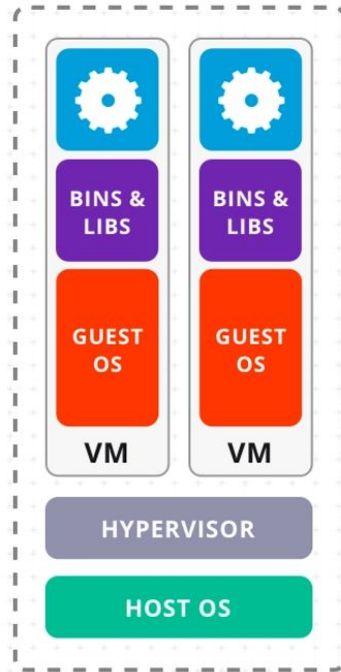 BINS &
LIBS
GUEST
OS
VM
BINS &
LIBS
GUEST
OS
VM
HYPERVISOR
HOST OS